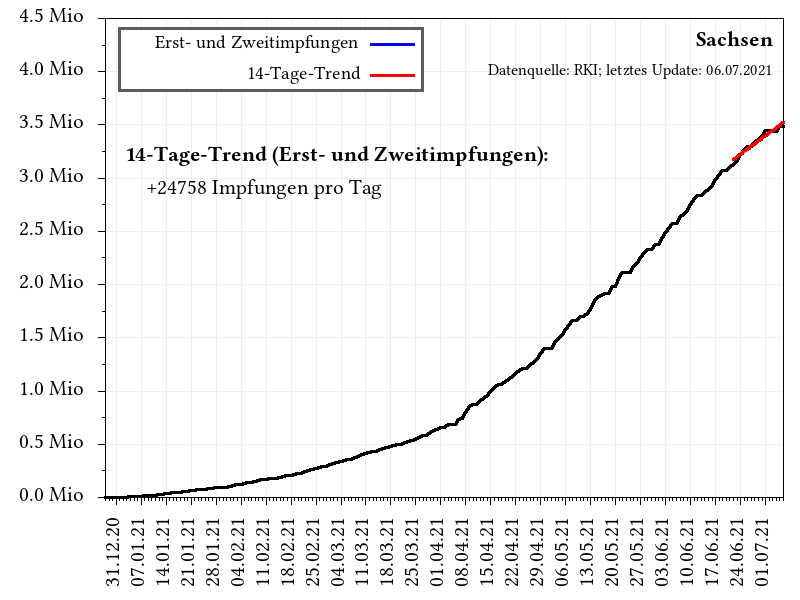 4.5 Mio
4.0 Mio
3.5 Mio
3.0 Mio
2.5 Mio
2.0 Mio
1.5 Mio
1.0 Mio
0.5 Mio
0.0 Mio
Erst- und Zweitimpfungen
14-Tage-Trend
Sachsen
Datenquelle: RKI; letztes Update: 06.07.2021
14-Tage-Trend (Erst- und Zweitimpfungen):
+24758 Impfungen pro Tag
31.12.20
07.01.21
14.01.21
21.01.21
28.01.21
04.02.21
11.02.21
18.02.21
25.02.21
04.03.21
11.03.21
18.03.21
25.03.21
01.04.21
08.04.21
15.04.21
22.04.21
29.04.21
06.05.21
13.05.21
20.05.21
27.05.21
03.06.21
10.06.21
17.06.21
24.06.21
01.07.21